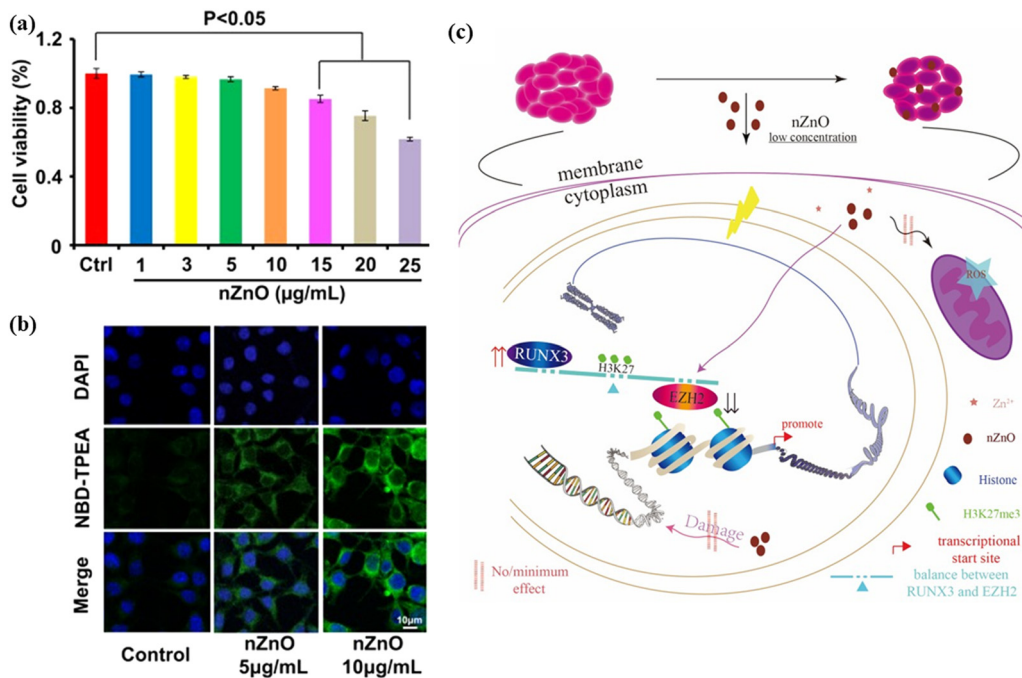 (a)
P<0.05
1.2
0.8
0.4
0
Cell viability (%)
Ctrl 1 3 5 10 15 20 25
nZnO (µg/mL)
(b)
DAPI
NBD-TPEA
Merge
10µm
Control
nZnO
5µg/mL
nZnO
10µg/mL
(c)
nZnO
low concentration
membrane
cytoplasm
ROS
RUNX3
H3K27
EZH2
promote
Damage
No/minimum
effect
Zn²⁺
nZnO
Histone
H3K27me3
transcriptional
start site
balance between
RUNX3 and EZH2